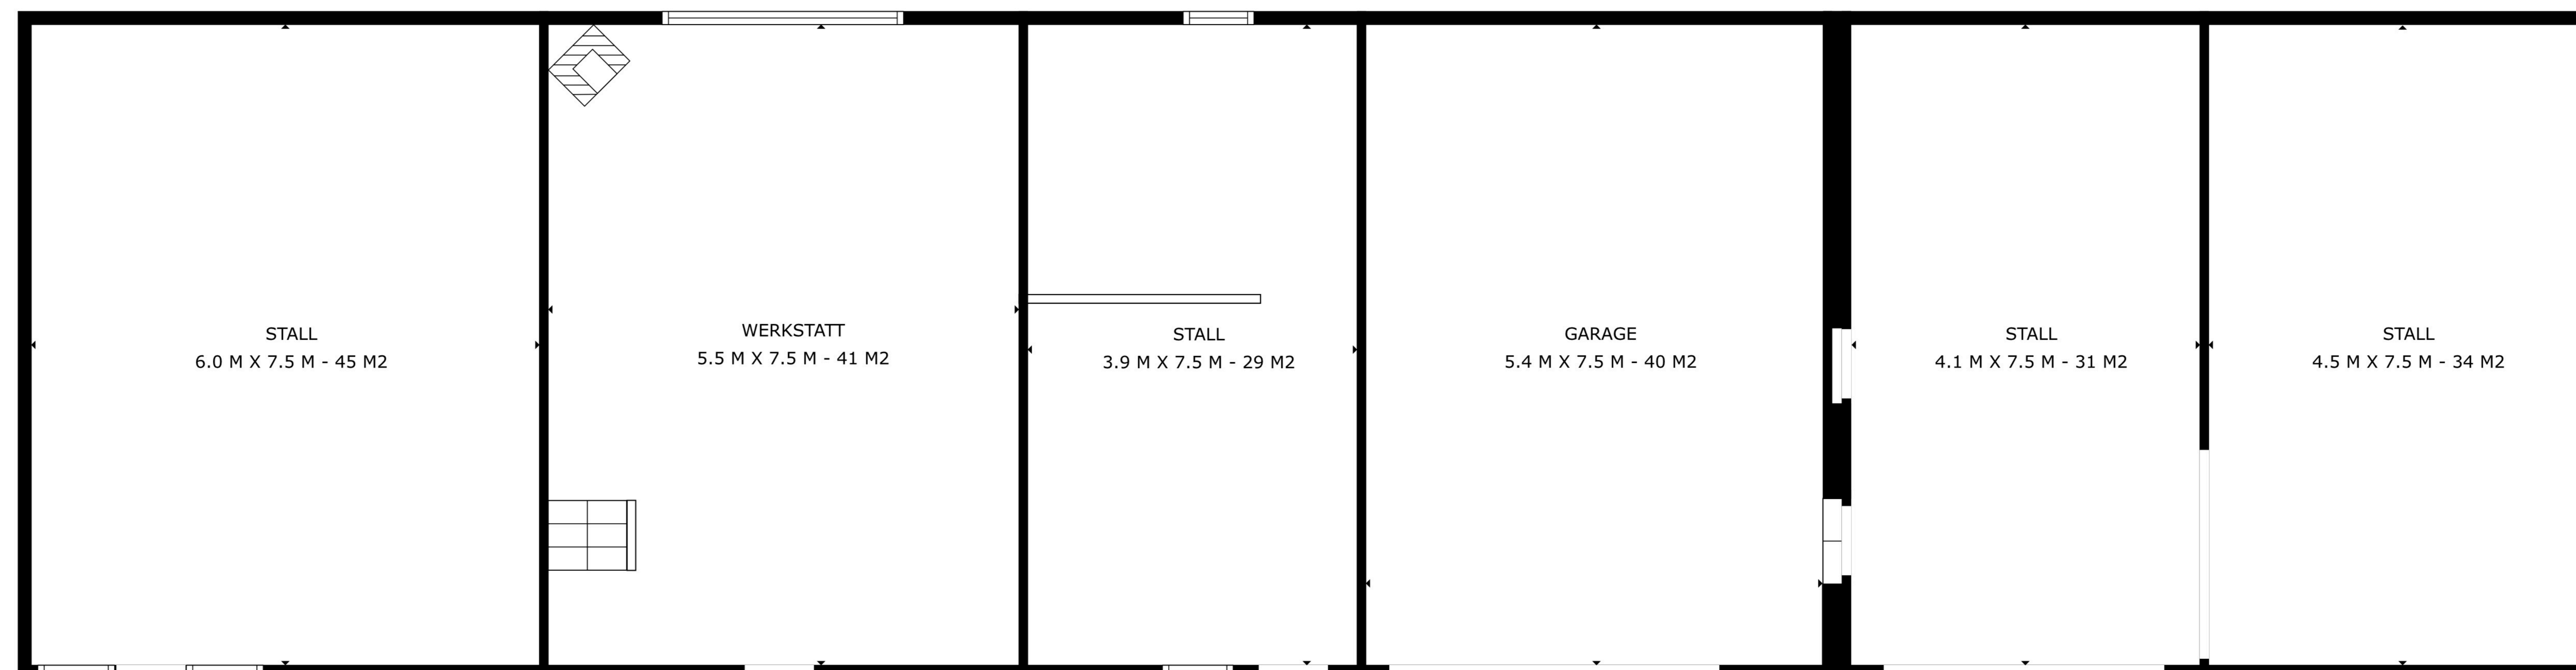 STALL
6.0 M X 7.5 M - 45 M2
WERKSTATT
5.5 M X 7.5 M - 41 M2
STALL
3.9 M X 7.5 M - 29 M2
GARAGE
5.4 M X 7.5 M - 40 M2
STALL
4.1 M X 7.5 M - 31 M2
STALL
4.5 M X 7.5 M - 34 M2